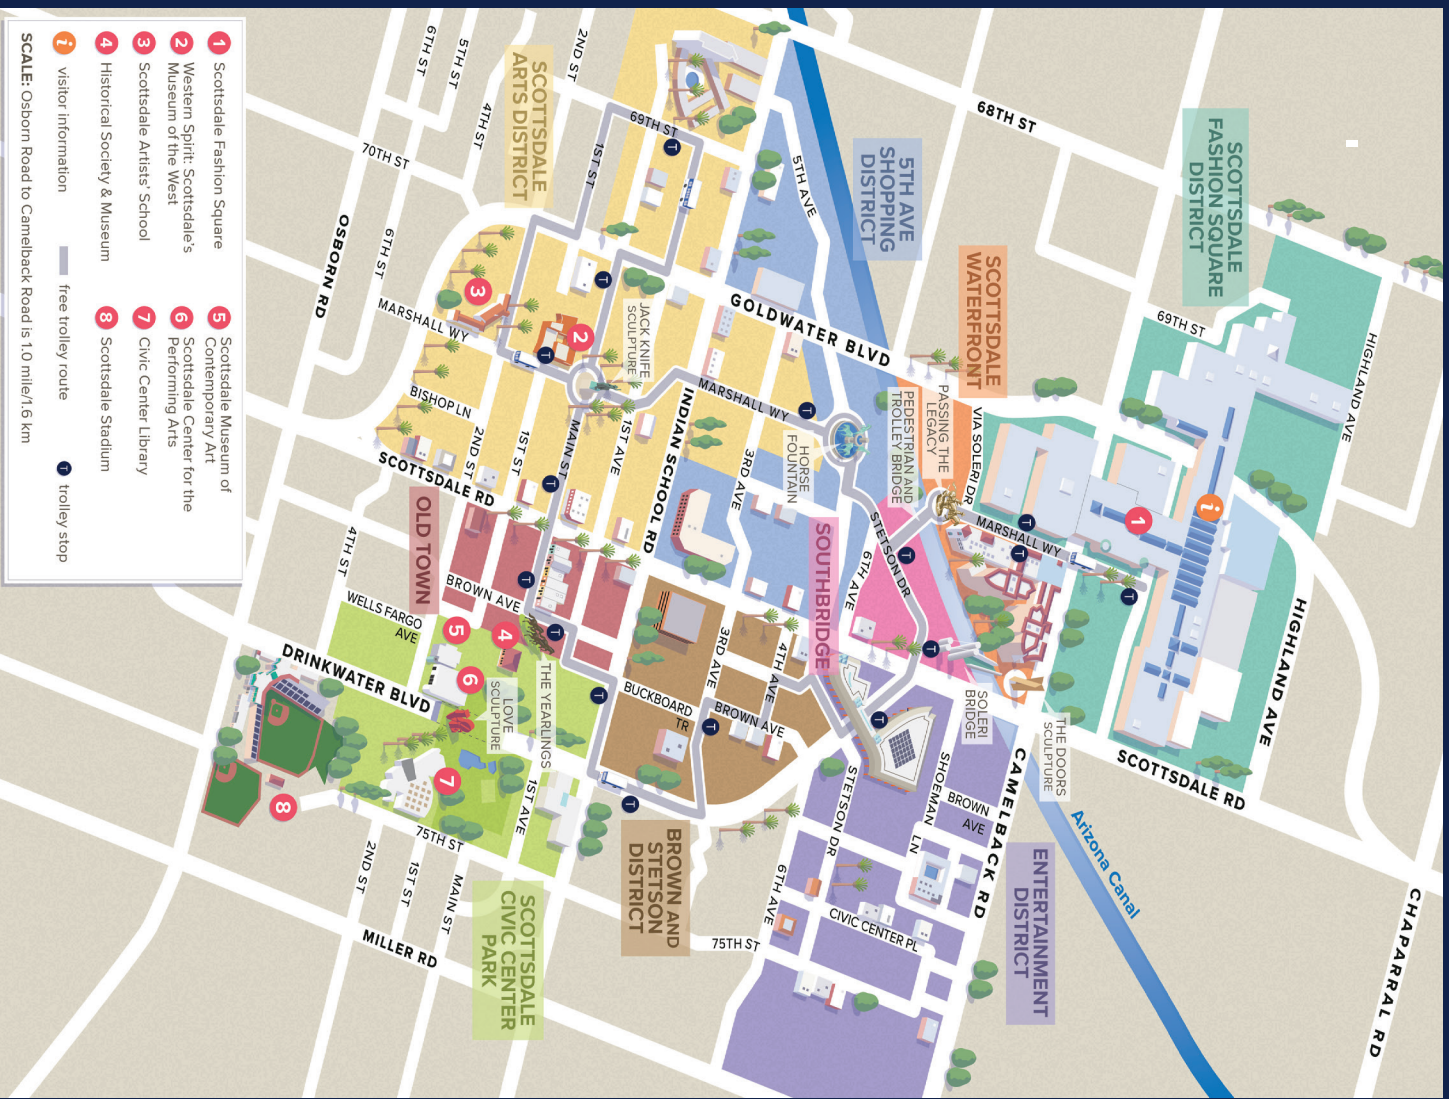 1 Scottsdale Fashion Square
2 Western Spirit: Scottsdale's
Museum of the West
3 Scottsdale Artists' School
4 Historical Society & Museum
5 Scottsdale Museum of
Contemporary Art
6 Scottsdale Center for the
Performing Arts
7 Civic Center Library
8 Scottsdale Stadium
i visitor information
free trolley route
T trolley stop
SCALE: Osborn Road to Camelback Road is 1.0 mile/1.6 km
SCOTTSDALE
FASHION SQUARE
DISTRICT
68TH ST
69TH ST
HIGHLAND AVE
HIGHLAND AVE
CHAPARRAL RD
SCOTTSDALE RD
5TH AVE
SHOPPING
DISTRICT
5TH AVE
SCOTTSDALE
WATERFRONT
PASSING THE
LEGACY
PEDESTRIAN AND
TROLLEY BRIDGE
VIA SOLERI DR
MARSHALL WY
i
1
T
T
T
GOLDWATER BLVD
MARSHALL WY
T
HORSE
FOUNTAIN
STETSON DR
T
6TH AVE
SOUTHBRIDGE
T
SOLERI
BRIDGE
THE DOORS
SCULPTURE
CAMELBACK RD
Arizona Canal
ENTERTAINMENT
DISTRICT
SHOEMAN
LN
BROWN
AVE
STETSON DR
CIVIC CENTER PL
6TH AVE
75TH ST
T
SCOTTSDALE
ARTS DISTRICT
6TH ST
5TH ST
4TH ST
2ND ST
1ST ST
69TH ST
T
70TH ST
6TH ST
OSBORN RD
MARSHALL WY
3
2
T
T
JACK KNIFE
SCULPTURE
BISHOP LN
2ND ST
1ST ST
MAIN ST
1ST AVE
INDIAN SCHOOL RD
3RD AVE
SCOTTSDALE RD
T
OLD TOWN
4TH ST
BROWN AVE
T
WELLS FARGO
AVE
5
4
T
6
LOVE
SCULPTURE
THE YEARLINGS
T
BUCKBOARD
TR
3RD AVE
4TH AVE
BROWN AVE
T
DRINKWATER BLVD
7
8
1ST AVE
T
75TH ST
BROWN AND
STETSON
DISTRICT
SCOTTSDALE
CIVIC CENTER
PARK
2ND ST
1ST ST
MAIN ST
MILLER RD